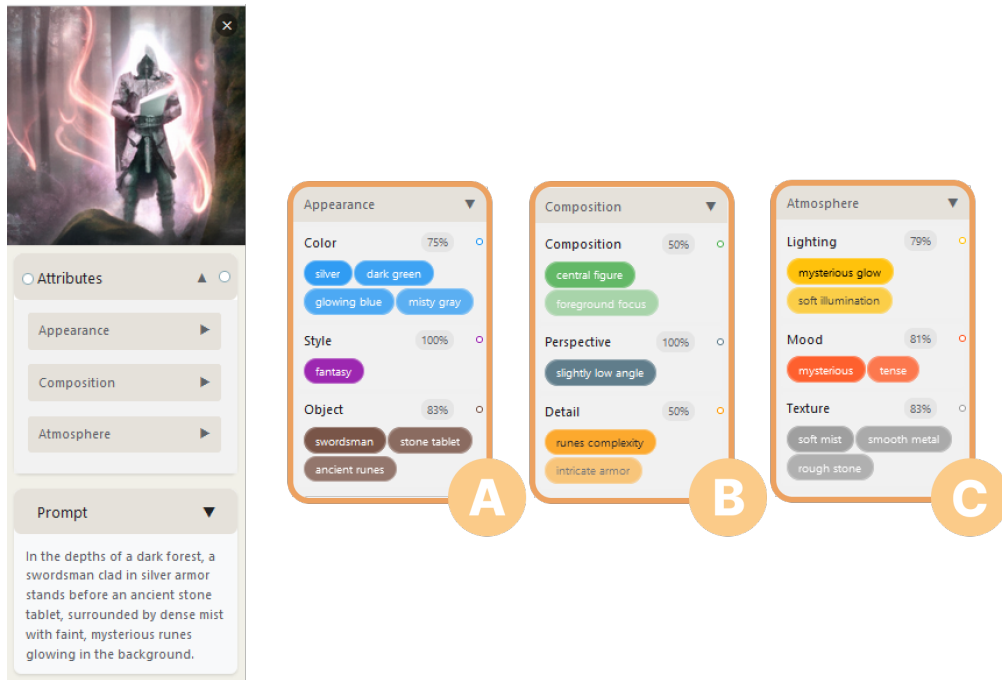 ×
Attributes ▲
Appearance ▶
Composition ▶
Atmosphere ▶
Prompt ▼
In the depths of a dark forest, a
swordsman clad in silver armor
stands before an ancient stone
tablet, surrounded by dense mist
with faint, mysterious runes
glowing in the background.
Appearance ▼
Color 75%
silver dark green
glowing blue misty gray
Style 100%
fantasy
Object 83%
swordsman stone tablet
ancient runes
A
Composition ▼
Composition 50%
central figure
foreground focus
Perspective 100%
slightly low angle
Detail 50%
runes complexity
intricate armor
B
Atmosphere ▼
Lighting 79%
mysterious glow
soft illumination
Mood 81%
mysterious tense
Texture 83%
soft mist smooth metal
rough stone
C